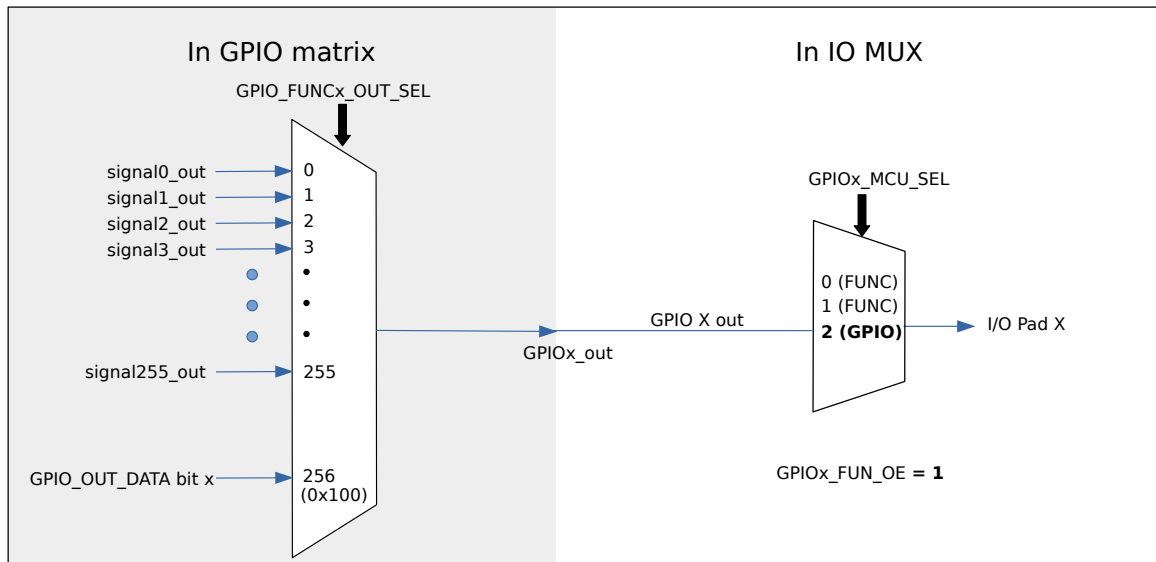 In GPIO matrix
In IO MUX
GPIO_FUNCx_OUT_SEL
signal0_out
0
signal1_out
1
signal2_out
2
signal3_out
3
signal255_out
255
GPIO_OUT_DATA bit x
256
(0x100)
GPIOx_out
GPIO X out
GPIOx_MCU_SEL
0 (FUNC)
1 (FUNC)
2 (GPIO)
I/O Pad X
GPIOx_FUN_OE = 1